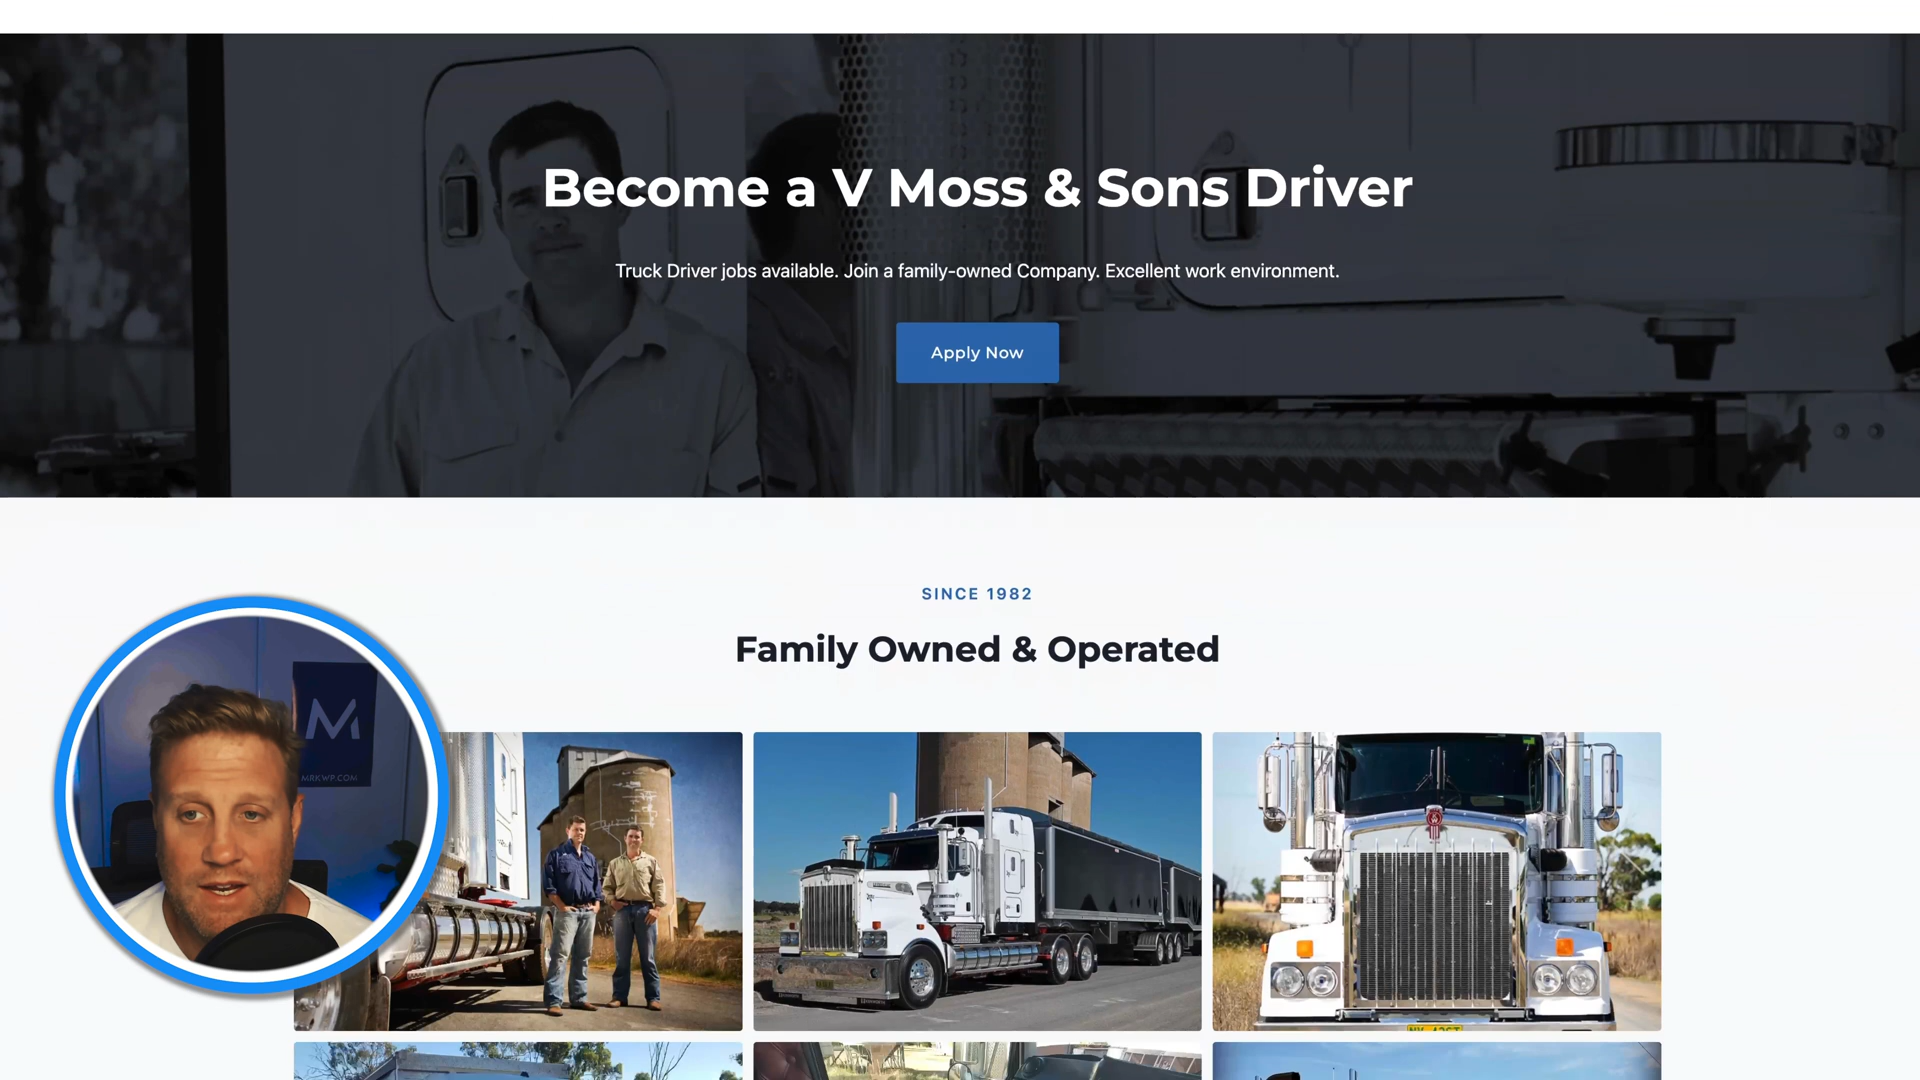 Become a V Moss & Sons Driver
Truck Driver jobs available. Join a family-owned Company. Excellent work environment.
Apply Now
SINCE 1982
Family Owned & Operated
M
MRKWP.COM